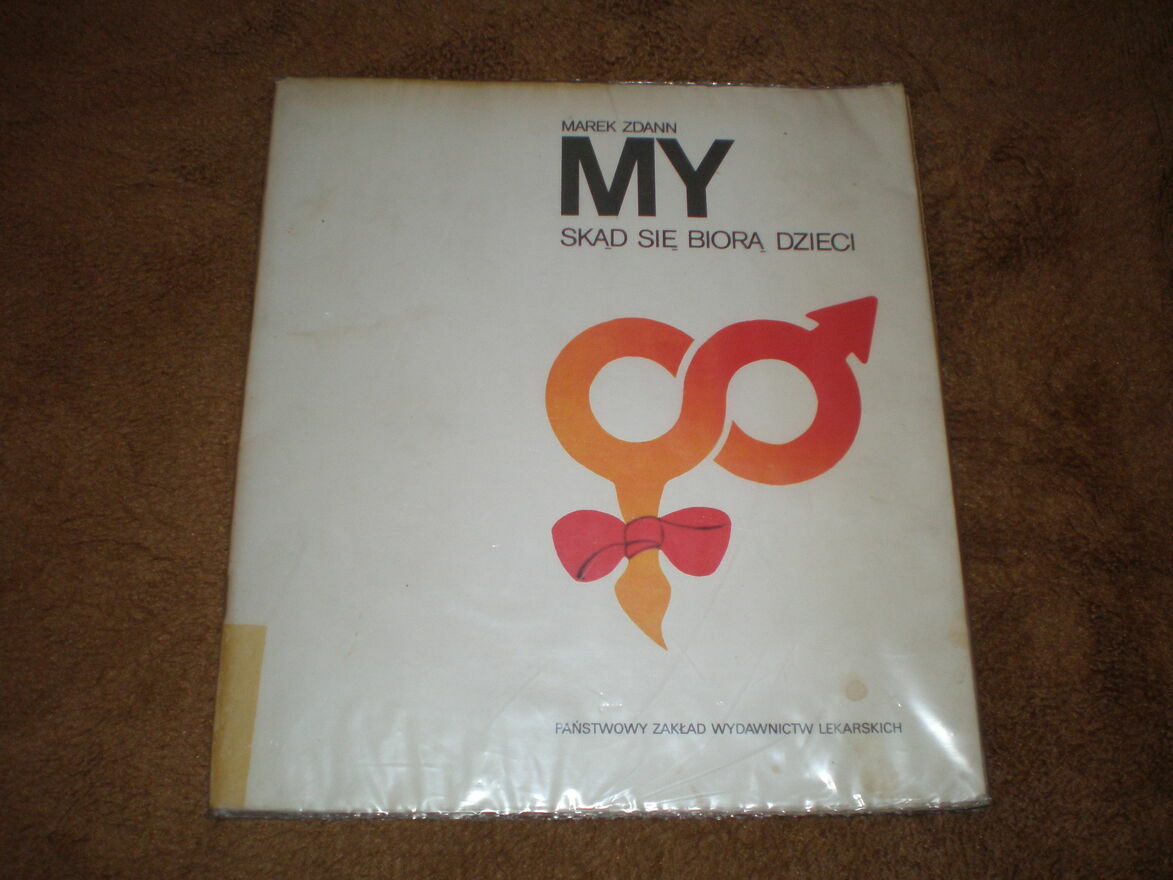 MAREK ZDANN
MY
SKĄD SIĘ BIORĄ DZIECI
PAŃSTWOWY ZAKŁAD WYDAWNICTW LEKARSKICH